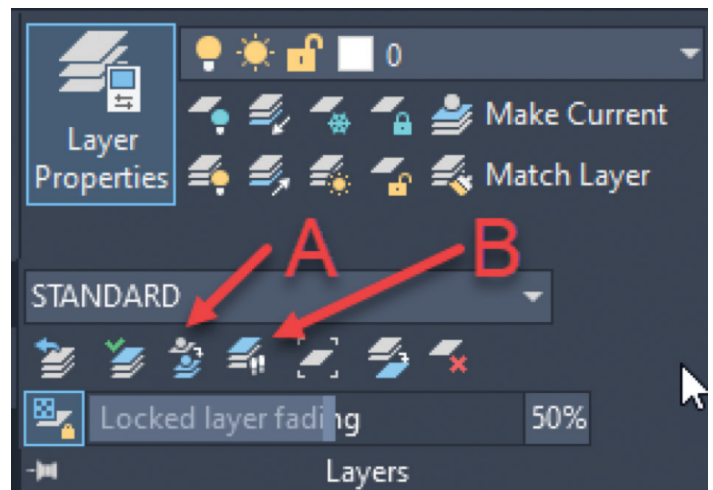 0
Layer
Properties
Make Current
Match Layer
A
B
STANDARD
Locked layer fading
50%
Layers